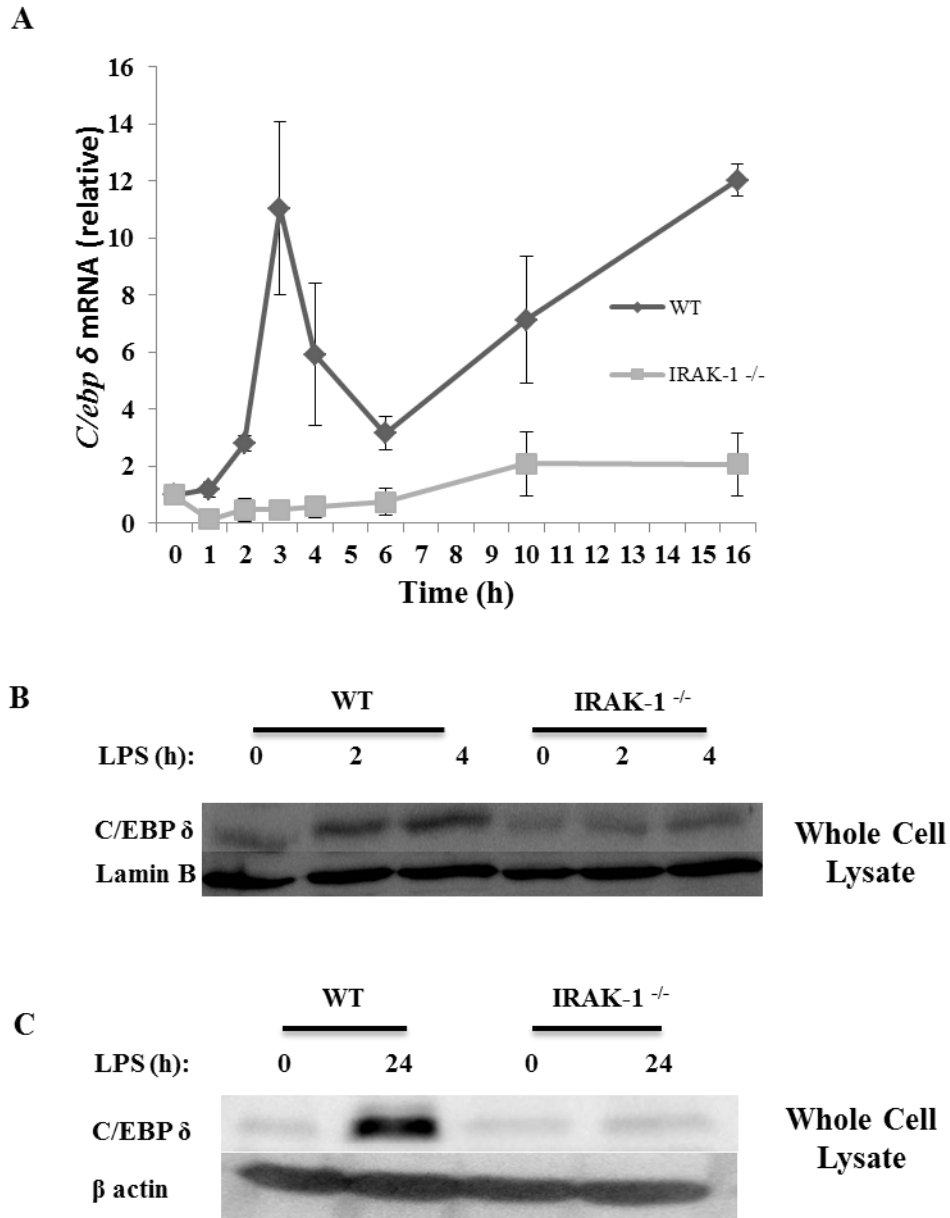 A
16
14
12
10
8
6
4
2
0
C/ebp δ mRNA (relative)
WT
IRAK-1 -/-
0 1 2 3 4 5 6 7 8 9 10 11 12 13 14 15 16
Time (h)
B
WT IRAK-1 -/-
LPS (h): 0 2 4 0 2 4
C/EBP δ
Lamin B
Whole Cell
Lysate
C
WT IRAK-1 -/-
LPS (h): 0 24 0 24
C/EBP δ
β actin
Whole Cell
Lysate